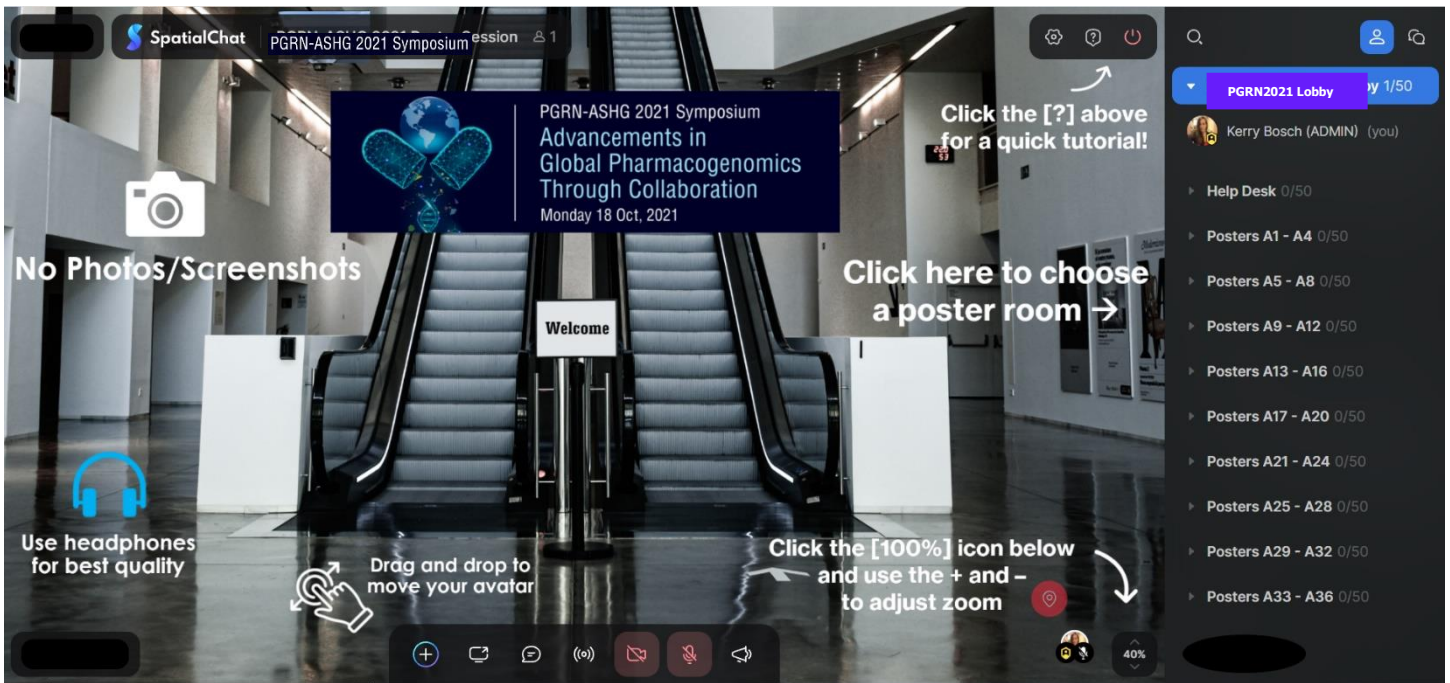 SpatialChat
PGRN-ASHG 2021 Symposium
ession
1
PGRN-ASHG 2021 Symposium
Advancements in
Global Pharmacogenomics
Through Collaboration
Monday 18 Oct, 2021
Click the [?] above
for a quick tutorial!
No Photos/Screenshots
Click here to choose
a poster room →
Welcome
Use headphones
for best quality
Drag and drop to
move your avatar
Click the [100%] icon below
and use the + and –
to adjust zoom
40%
PGRN2021 Lobby
by 1/50
Kerry Bosch (ADMIN) (you)
Help Desk 0/50
Posters A1 - A4 0/50
Posters A5 - A8 0/50
Posters A9 - A12 0/50
Posters A13 - A16 0/50
Posters A17 - A20 0/50
Posters A21 - A24 0/50
Posters A25 - A28 0/50
Posters A29 - A32 0/50
Posters A33 - A36 0/50